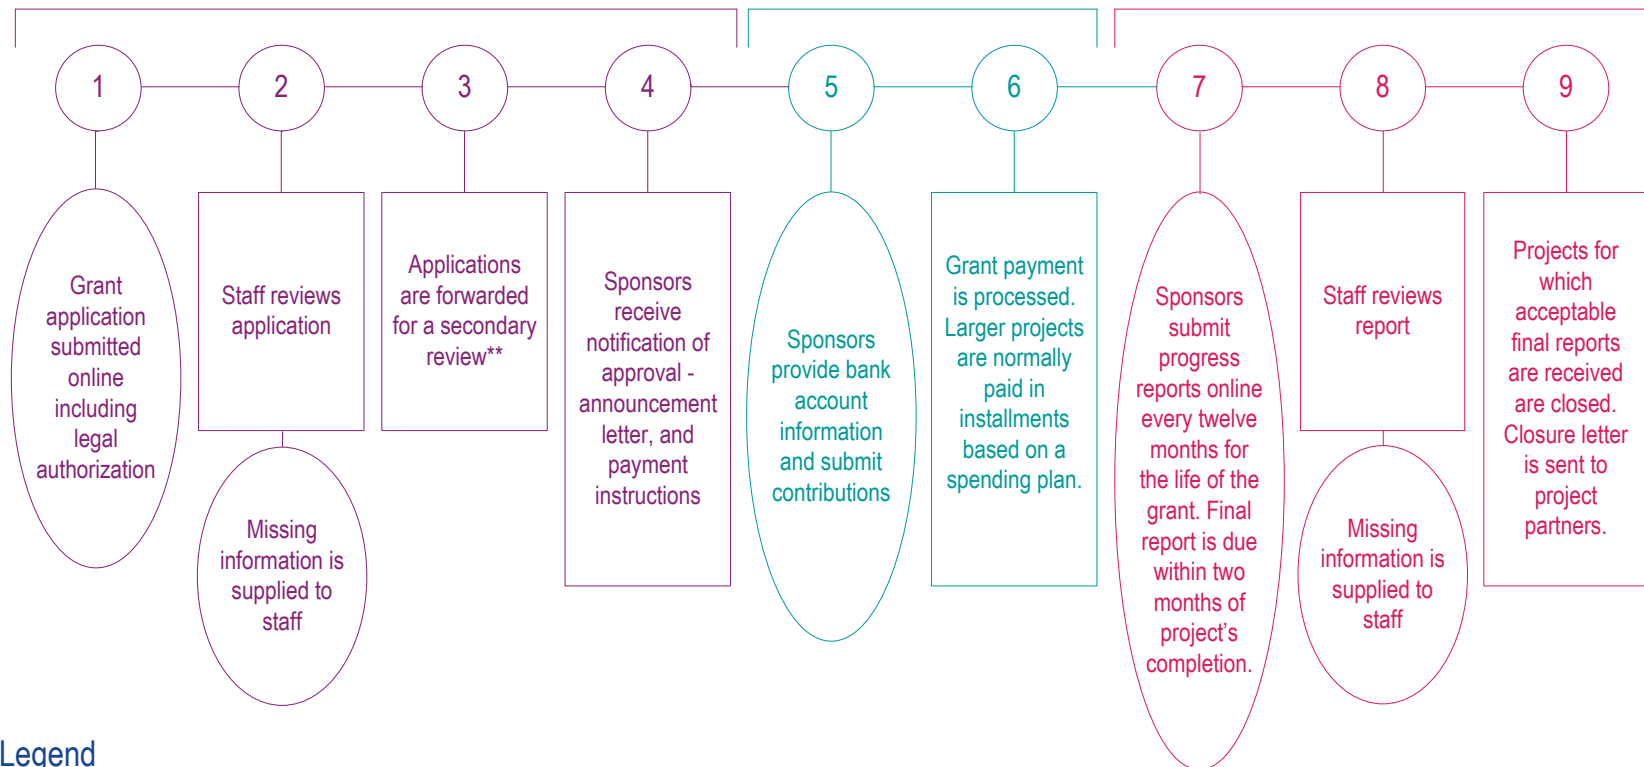 1
2
3
4
5
6
7
8
9
Grant
application
submitted
online
including
legal
authorization
Staff reviews
application
Missing
information is
supplied to
staff
Applications
are forwarded
for a secondary
review**
Sponsors
receive
notification of
approval -
announcement
letter, and
payment
instructions
Sponsors
provide bank
account
information
and submit
contributions
Grant payment
is processed.
Larger projects
are normally
paid in
installments
based on a
spending plan.
Sponsors
submit
progress
reports online
every twelve
months for
the life of the
grant. Final
report is due
within two
months of
project's
completion.
Staff reviews
report
Missing
information is
supplied to
staff
Projects for
which
acceptable
final reports
are received
are closed.
Closure letter
is sent to
project
partners.
Legend